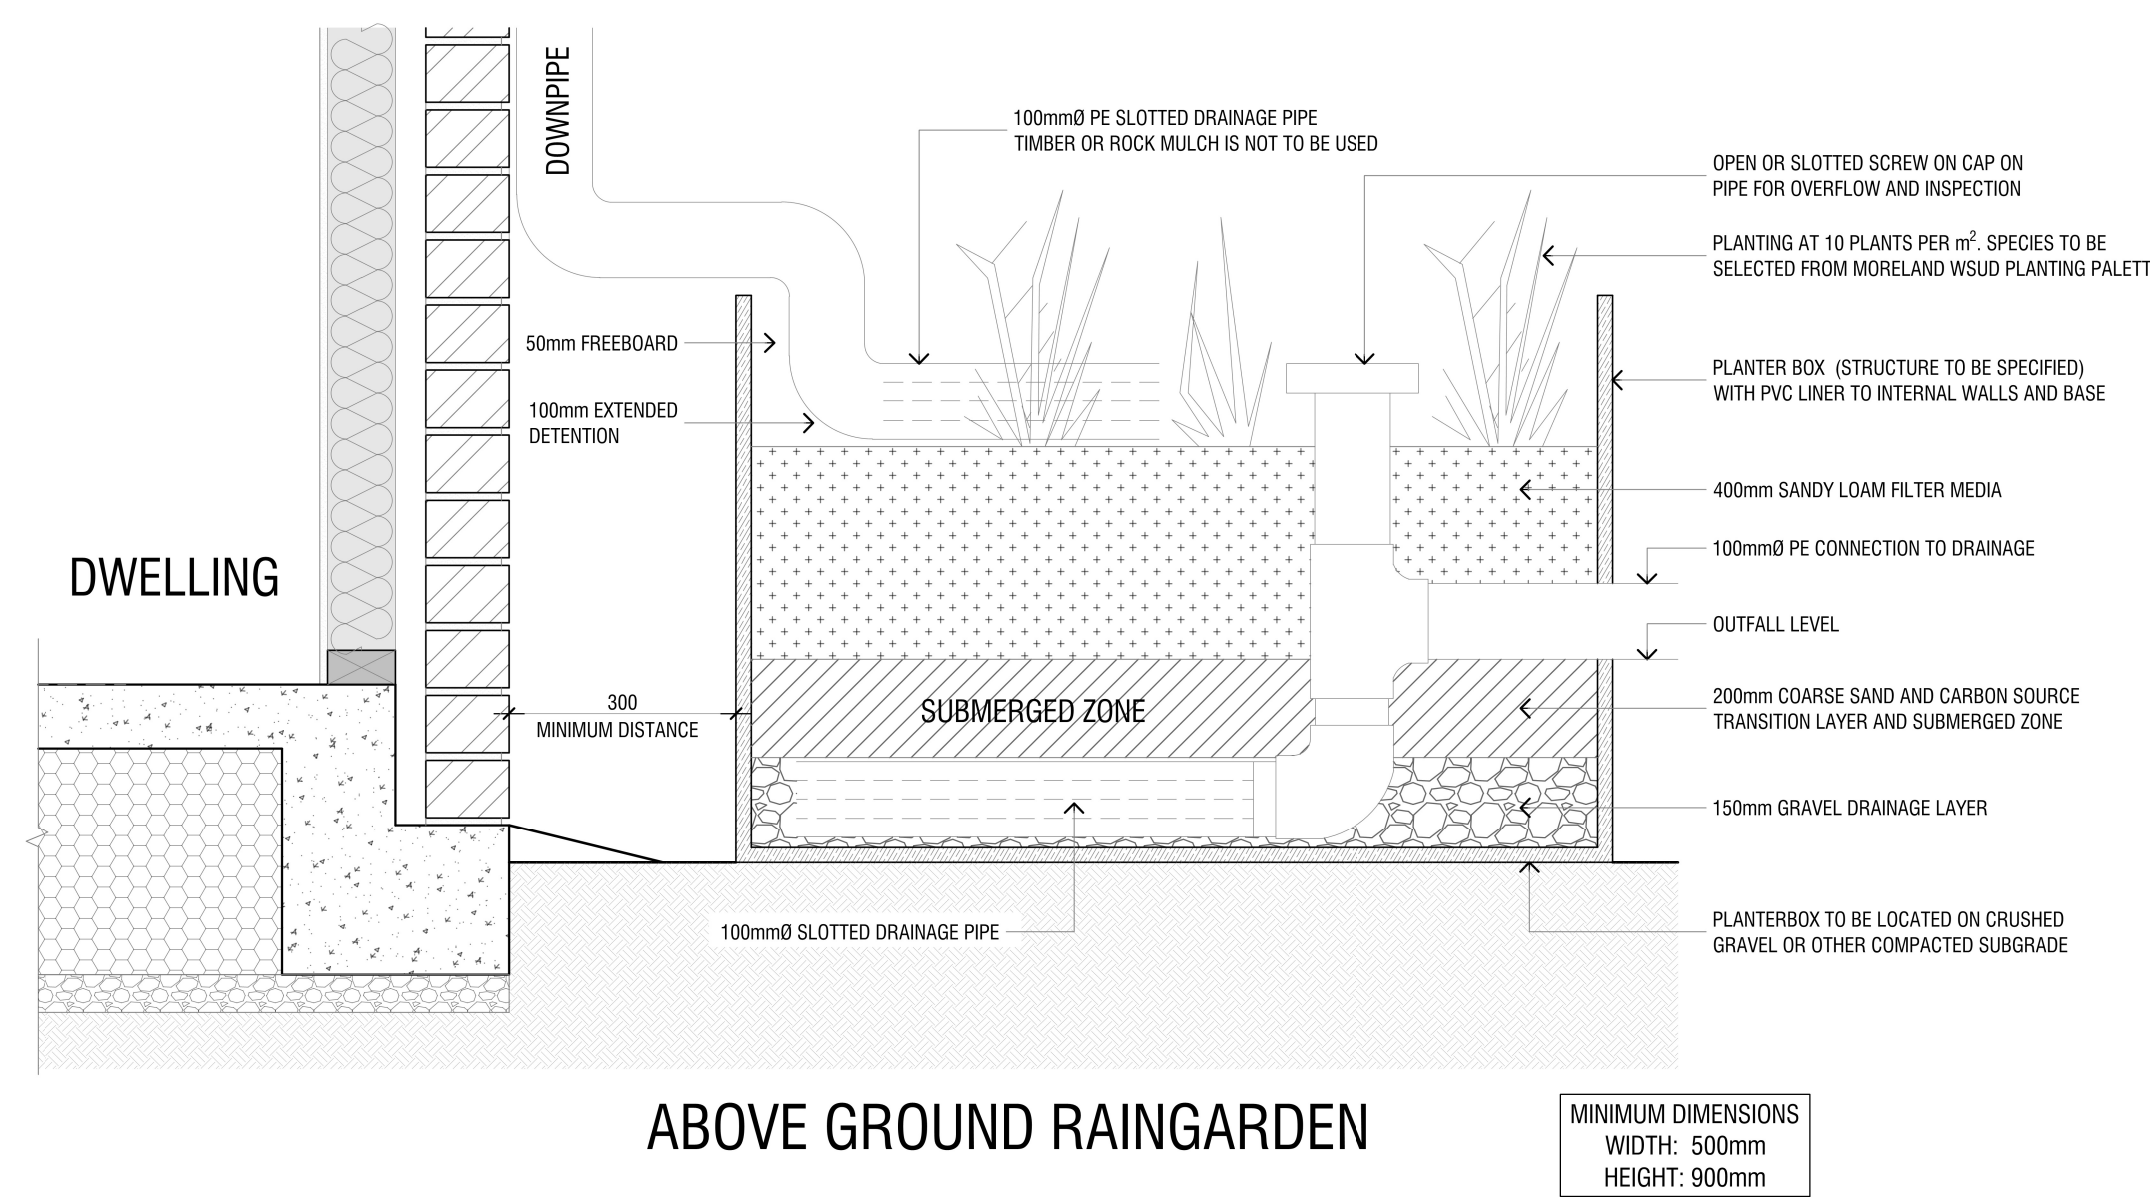 DOWNPIPE
100mmØ PE SLOTTED DRAINAGE PIPE
TIMBER OR ROCK MULCH IS NOT TO BE USED
OPEN OR SLOTTED SCREW ON CAP ON
PIPE FOR OVERFLOW AND INSPECTION
PLANTING AT 10 PLANTS PER m². SPECIES TO BE
SELECTED FROM MORELAND WSUD PLANTING PALETT
50mm FREEBOARD
PLANTER BOX (STRUCTURE TO BE SPECIFIED)
WITH PVC LINER TO INTERNAL WALLS AND BASE
100mm EXTENDED
DETENTION
400mm SANDY LOAM FILTER MEDIA
100mmØ PE CONNECTION TO DRAINAGE
DWELLING
OUTFALL LEVEL
300
MINIMUM DISTANCE
SUBMERGED ZONE
200mm COARSE SAND AND CARBON SOURCE
TRANSITION LAYER AND SUBMERGED ZONE
150mm GRAVEL DRAINAGE LAYER
100mmØ SLOTTED DRAINAGE PIPE
PLANTERBOX TO BE LOCATED ON CRUSHED
GRAVEL OR OTHER COMPACTED SUBGRADE
ABOVE GROUND RAINGARDEN
MINIMUM DIMENSIONS
WIDTH: 500mm
HEIGHT: 900mm